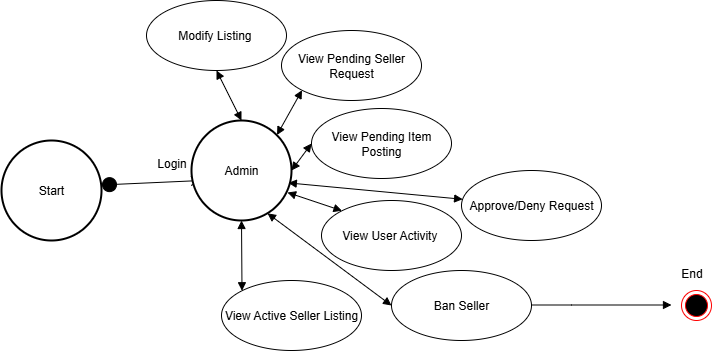 Modify Listing
View Pending Seller
Request
View Pending Item
Posting
Login
Admin
Start
Approve/Deny Request
View User Activity
End
Ban Seller
View Active Seller Listing